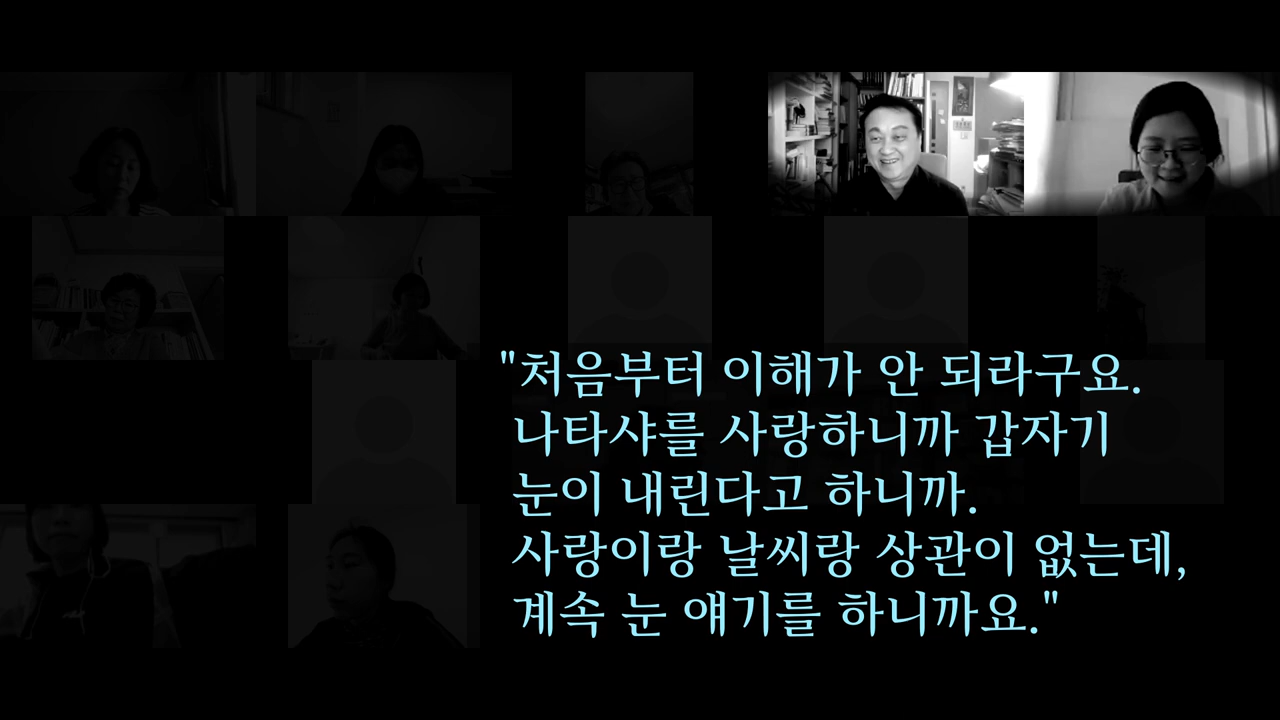 "처음부터 이해가 안 되라구요.
나타샤를 사랑하니까 갑자기
눈이 내린다고 하니까.
사랑이랑 날씨랑 상관이 없는데,
계속 눈 얘기를 하니까요."